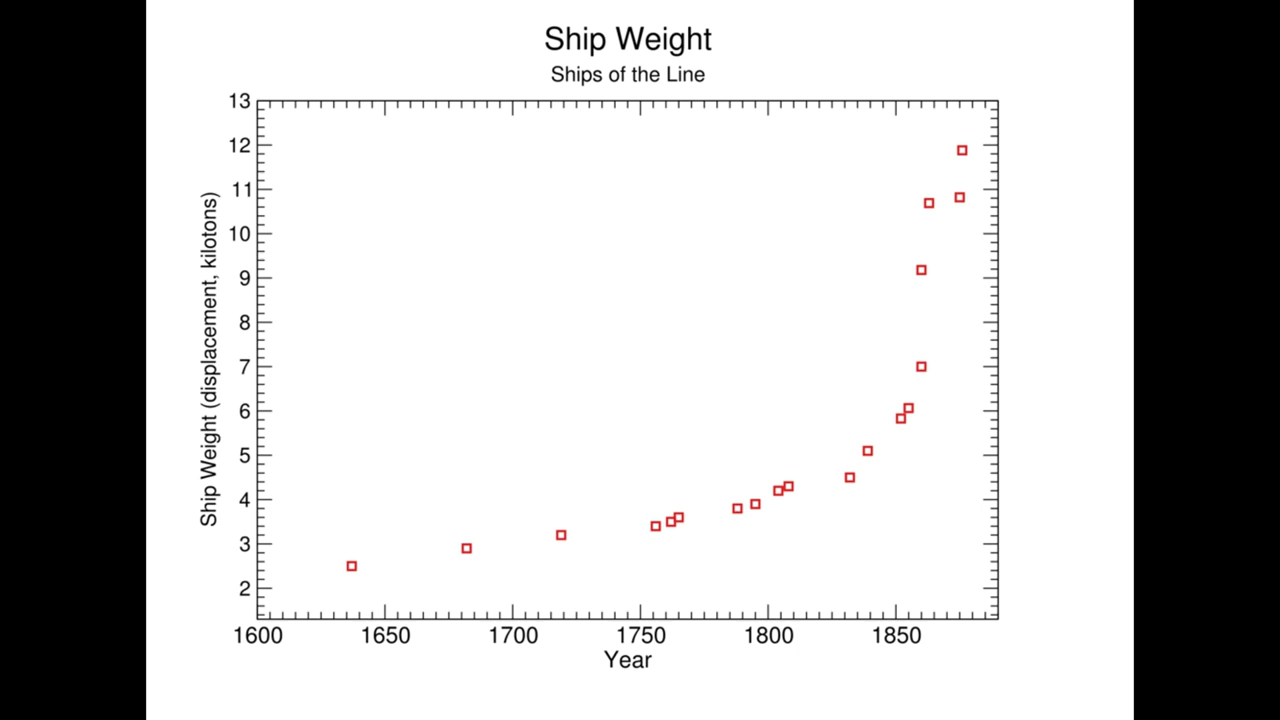 Ship Weight
Ships of the Line
13
12
11
10
9
8
7
6
5
4
3
2
Ship Weight (displacement, kilotons)
1600 1650 1700 1750 1800 1850
Year